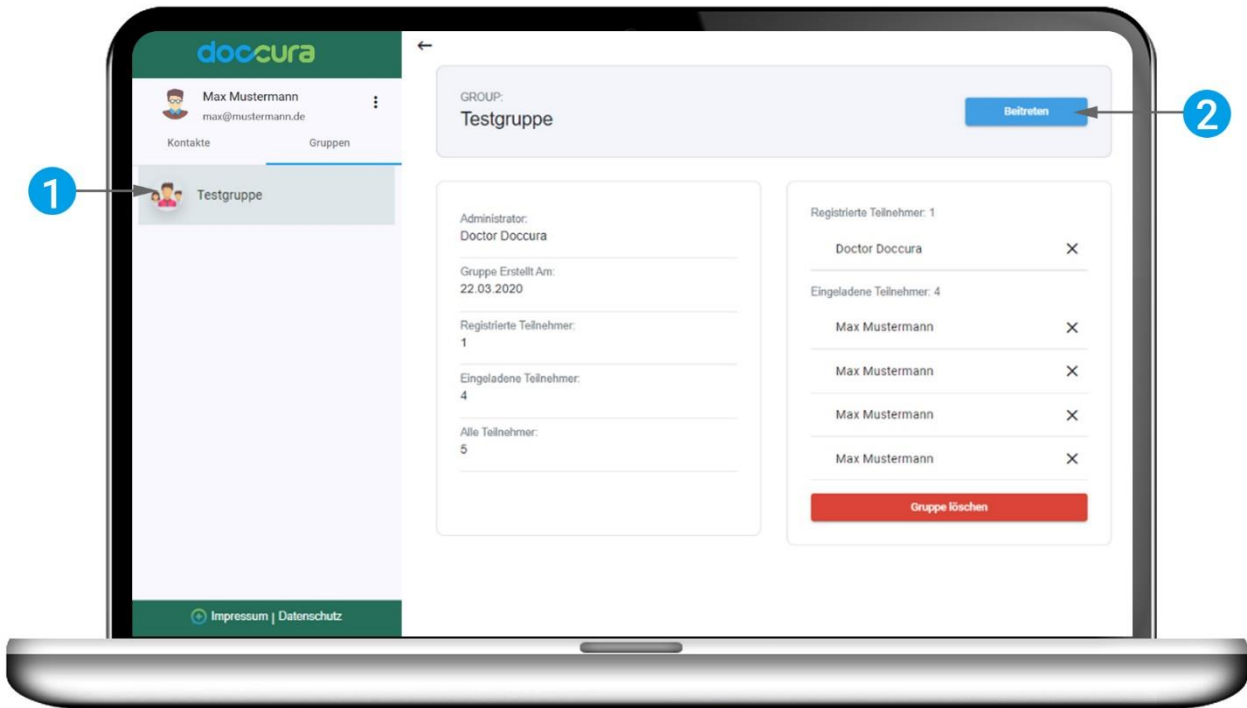 doccura
Max Mustermann
max@mustermann.de
Kontakte
Gruppen
1
Testgruppe
Impressum | Datenschutz
GROUP:
Testgruppe
Beitreten
2
Administrator:
Doctor Doccura
Gruppe Erstellt Am:
22.03.2020
Registrierte Teilnehmer:
1
Eingeladene Teilnehmer:
4
Alle Teilnehmer:
5
Registrierte Teilnehmer: 1
Doctor Doccura
Eingeladene Teilnehmer: 4
Max Mustermann
Max Mustermann
Max Mustermann
Max Mustermann
Gruppe löschen